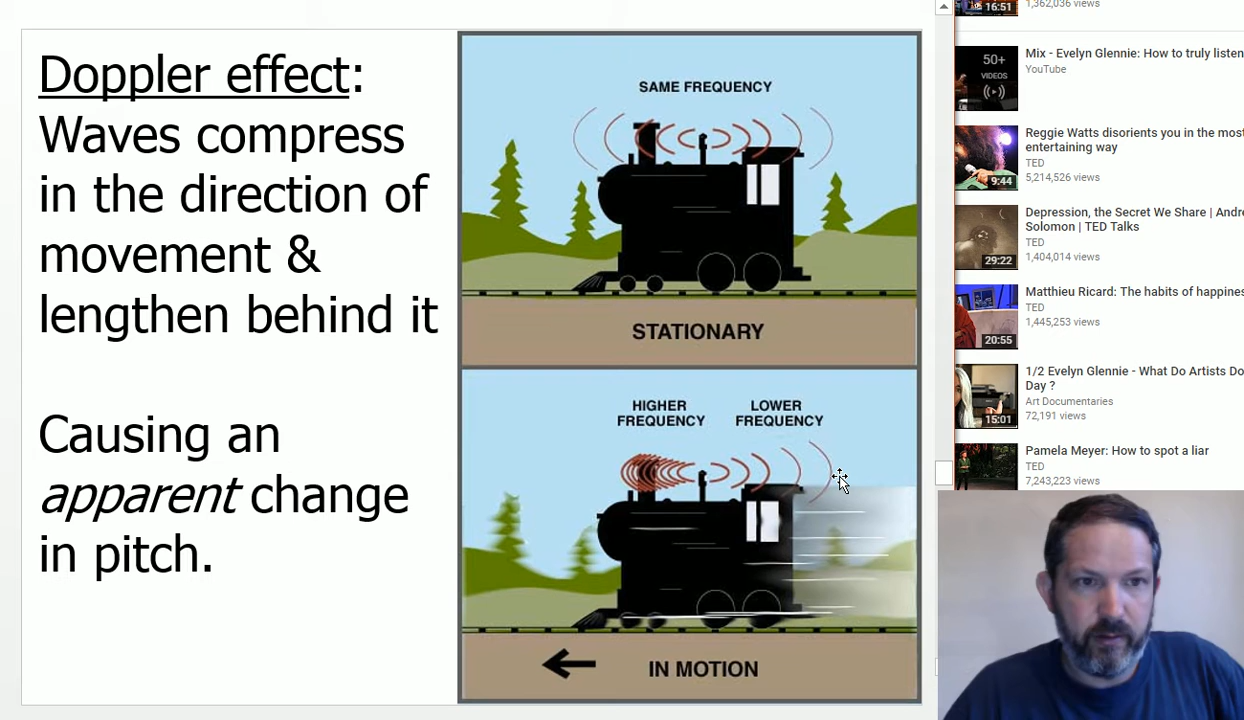 Doppler effect:
Waves compress
in the direction of
movement &
lengthen behind it
Causing an
apparent change
in pitch.
SAME FREQUENCY
STATIONARY
HIGHER
FREQUENCY
LOWER
FREQUENCY
IN MOTION
16:51
1,362,036 views
50+
VIDEOS
Mix - Evelyn Glennie: How to truly listen
YouTube
9:44
Reggie Watts disorients you in the most
entertaining way
TED
5,214,526 views
29:22
Depression, the Secret We Share | Andre
Solomon | TED Talks
TED
1,404,014 views
20:55
Matthieu Ricard: The habits of happines
TED
1,445,253 views
15:01
1/2 Evelyn Glennie - What Do Artists Do
Day ?
Art Documentaries
72,191 views
Pamela Meyer: How to spot a liar
TED
7,243,223 views